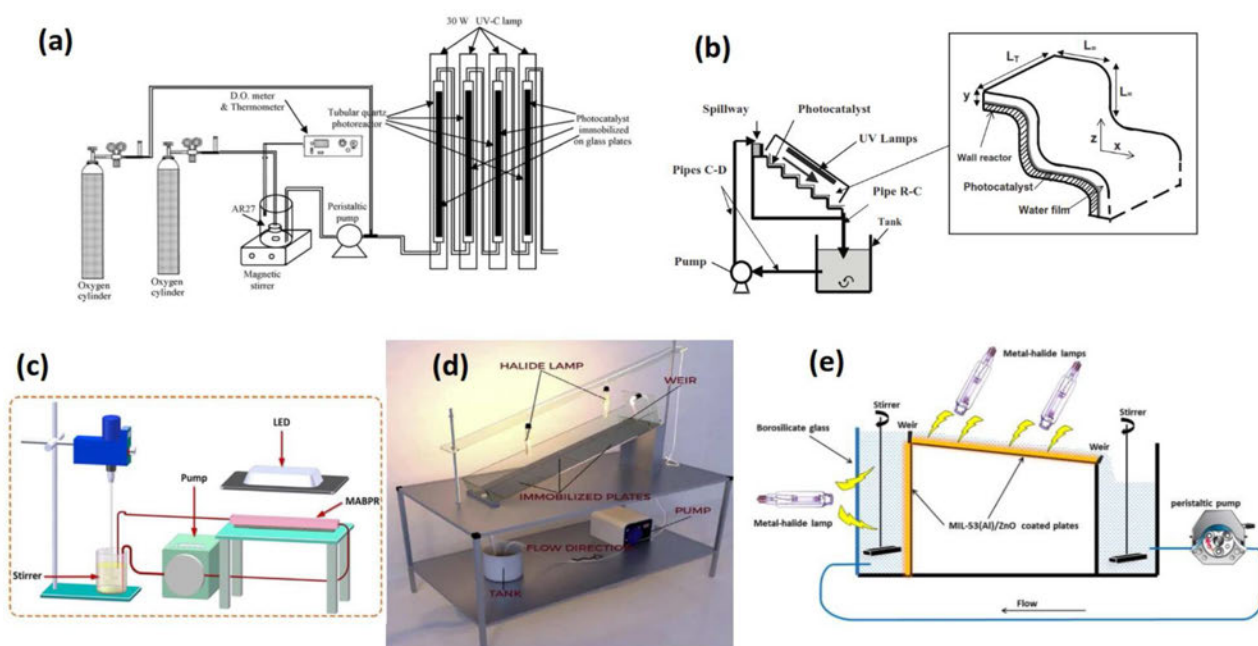 (a)
30 W UV-C lamp
D.O. meter
& Thermometer
Tubular quartz
photoreactor
Photocatalyst
immobilized
on glass plates
AR27
Peristaltic
pump
Oxygen
cylinder
Oxygen
cylinder
Magnetic
stirrer
(b)
Spillway
Photocatalyst
UV Lamps
Pipes C-D
Pipe R-C
Tank
Pump
L_T
L=
L=
y
z
x
Wall reactor
Photocatalyst
Water film
(c)
LED
Pump
MABPR
Stirrer
(d)
HALIDE LAMP
WEIR
IMMOBILIZED PLATES
PUMP
FLOW DIRECTION
TANK
(e)
Metal-halide lamps
Stirrer
Stirrer
Borosilicate glass
Weir
Weir
peristaltic pump
MIL-53(Al)/ZnO coated plates
Metal-halide lamp
Flow